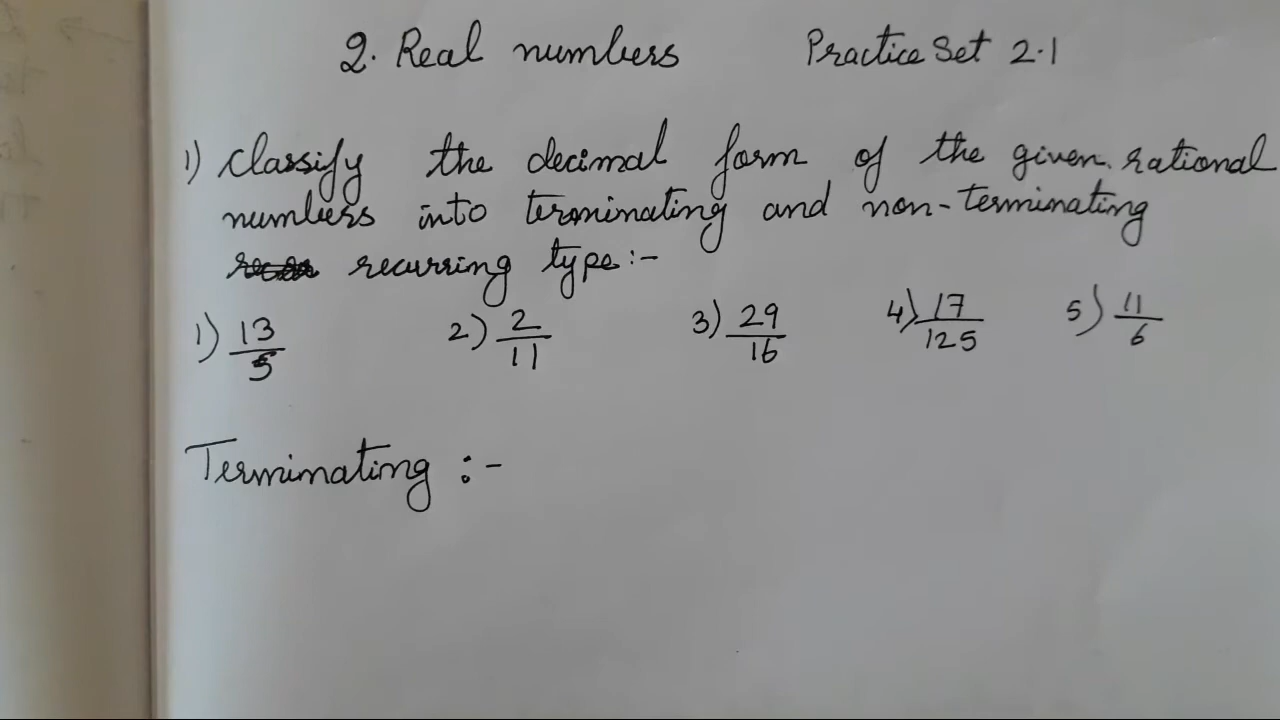 2. Real numbers Practice Set 2.1
1) Classify the decimal form of the given rational
numbers into terminating and non-terminating
recurring type:-
1) 13/5 2) 2/11 3) 29/16 4) 17/125 5) 11/6
Terminating :-